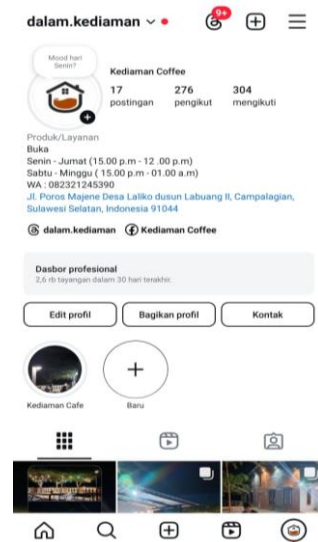 dalam.kediaman
9+
Mood hari
Senin?
Kediaman Coffee
17 276 304
postingan pengikut mengikuti
Produk/Layanan
Buka
Senin - Jumat (15.00 p.m - 12 .00 p.m)
Sabtu - Minggu ( 15.00 p.m - 01.00 a.m)
WA : 082321245390
Jl. Poros Majene Desa Laliko dusun Labuang II, Campalagian,
Sulawesi Selatan, Indonesia 91044
dalam.kediaman Kediaman Coffee
Dasbor profesional
2,6 rb tayangan dalam 30 hari terakhir.
Edit profil Bagikan profil Kontak
Kediaman Cafe Baru